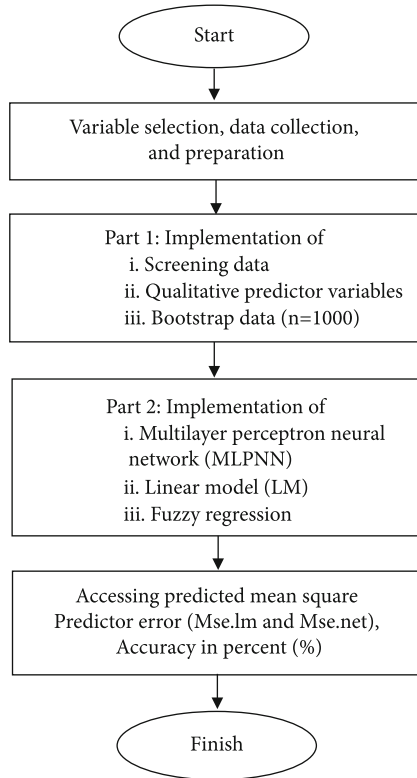 Start
Variable selection, data collection,
and preparation
Part 1: Implementation of
i. Screening data
ii. Qualitative predictor variables
iii. Bootstrap data (n=1000)
Part 2: Implementation of
i. Multilayer perceptron neural
network (MLPNN)
ii. Linear model (LM)
iii. Fuzzy regression
Accessing predicted mean square
Predictor error (Mse.lm and Mse.net),
Accuracy in percent (%)
Finish